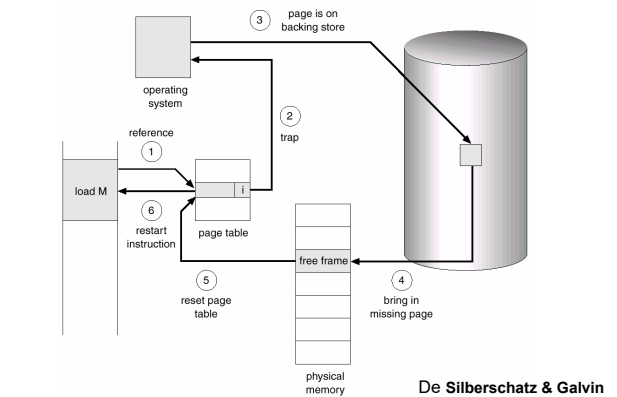 3
page is on
backing store
operating
system
2
trap
reference
1
load M
i
6
restart
instruction
page table
free frame
5
reset page
table
4
bring in
missing page
physical
memory
De Silberschatz & Galvin